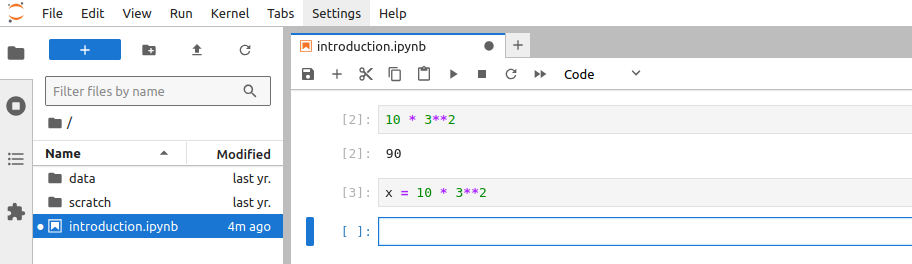 File Edit View Run Kernel Tabs Settings Help
introduction.ipynb
Filter files by name
Code
/
Name Modified
data last yr.
scratch last yr.
introduction.ipynb 4m ago
[2]: 10 * 3**2
[2]: 90
[3]: x = 10 * 3**2
[ ]: